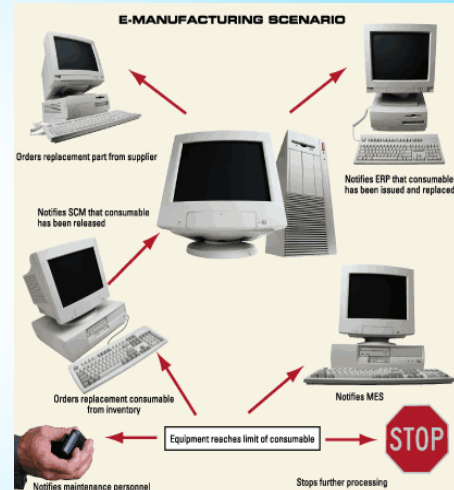 E-MANUFACTURING SCENARIO
Orders replacement part from supplier
Notifies ERP that consumable
has been issued and replaced
Notifies SCM that consumable
has been released
Orders replacement consumable
from inventory
Notifies MES
Equipment reaches limit of consumable
STOP
Notifies maintenance personnel
Stops further processing